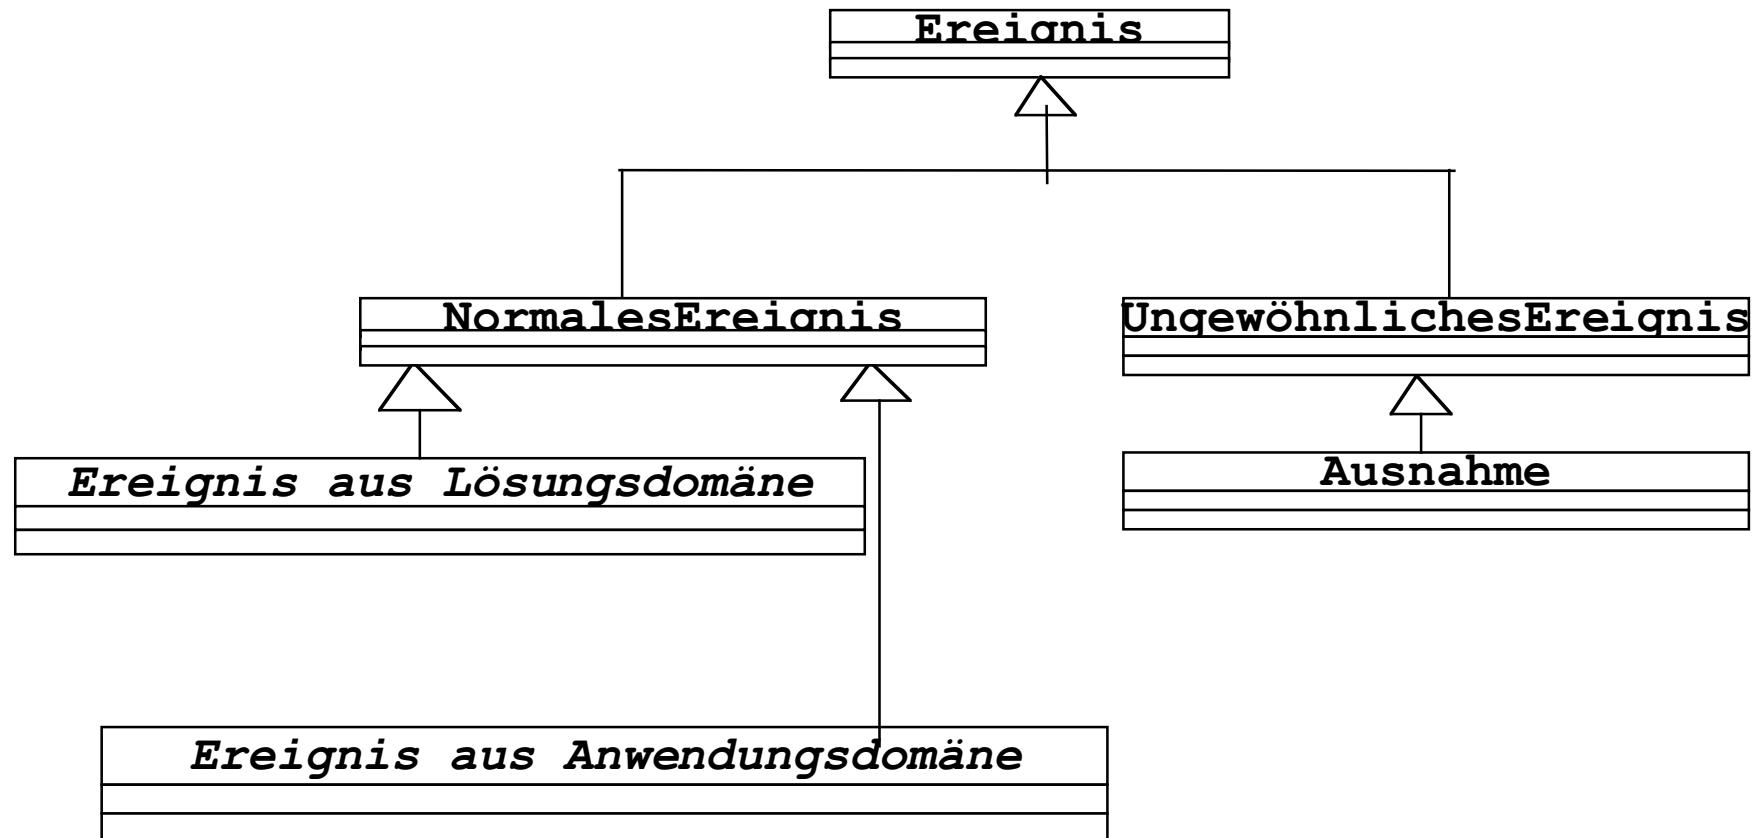 Ereignis
NormalesEreignis
UngewöhnlichesEreignis
Ereignis aus Lösungsdomäne
Ausnahme
Ereignis aus Anwendungsdomäne